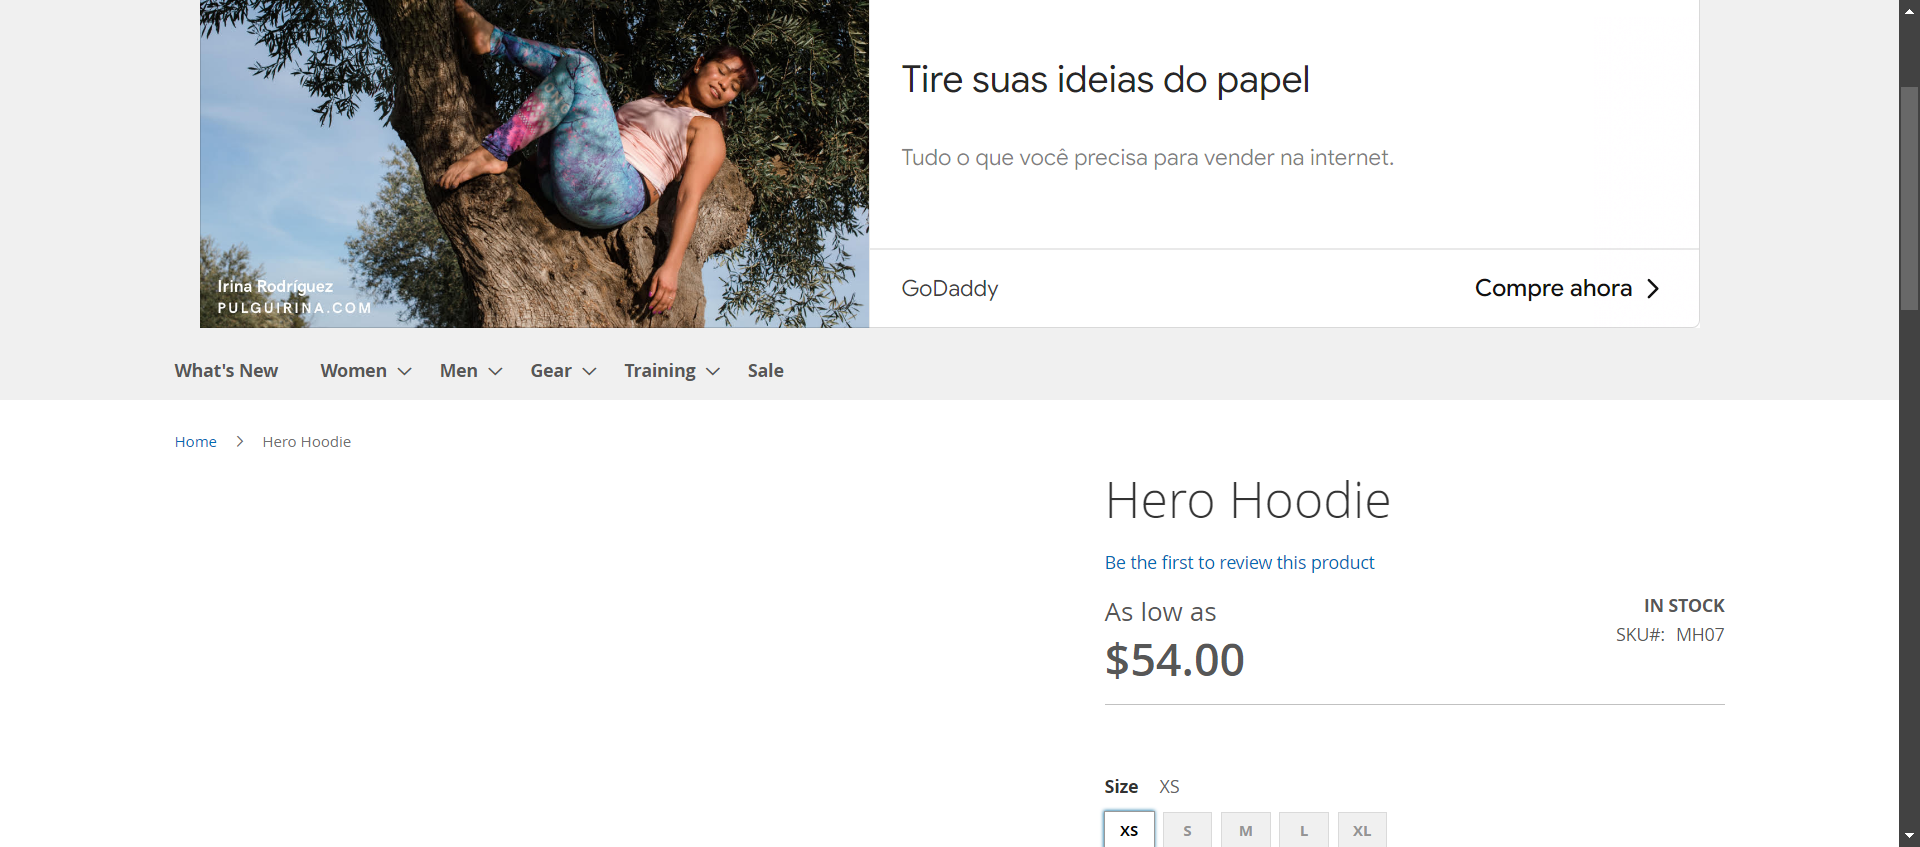 Irina Rodríguez
PULGUIRINA.COM
Tire suas ideias do papel
Tudo o que você precisa para vender na internet.
GoDaddy
Compre ahora
What's New Women Men Gear Training Sale
Home Hero Hoodie
Hero Hoodie
Be the first to review this product
As low as
$54.00
IN STOCK
SKU#: MH07
Size XS
XS S M L XL